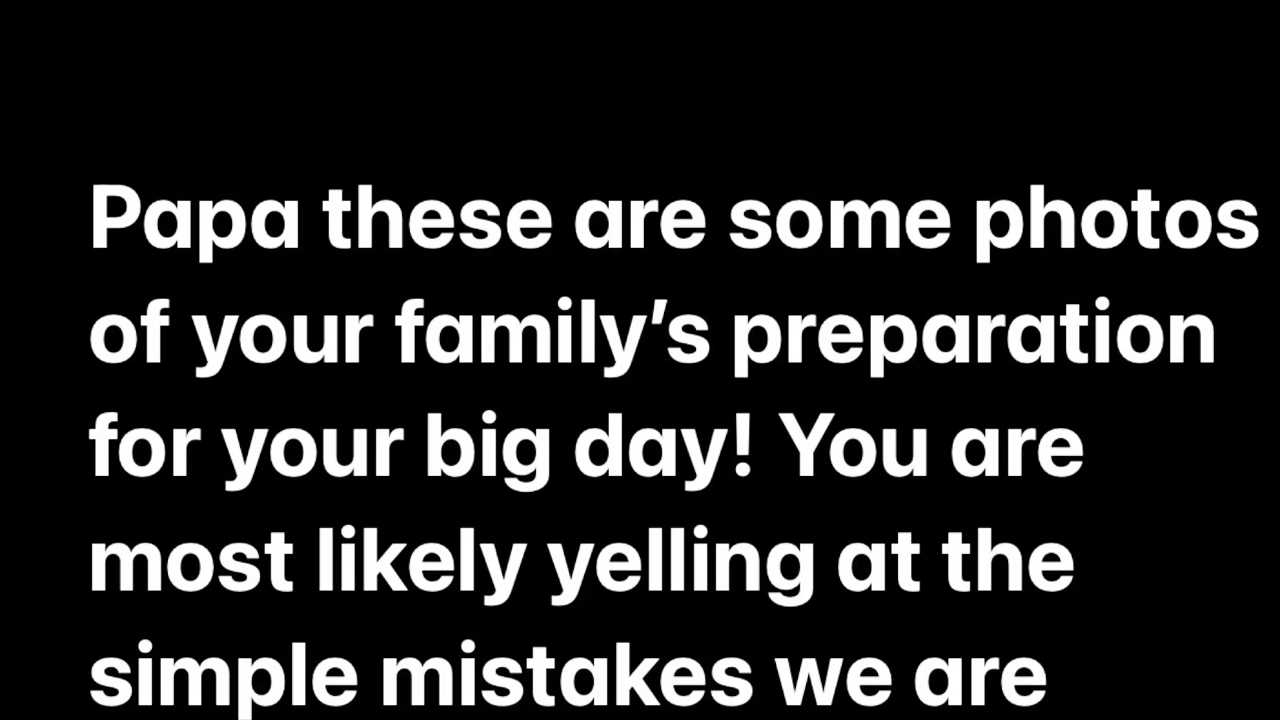 Papa these are some photos
of your family’s preparation
for your big day! You are
most likely yelling at the
simple mistakes we are